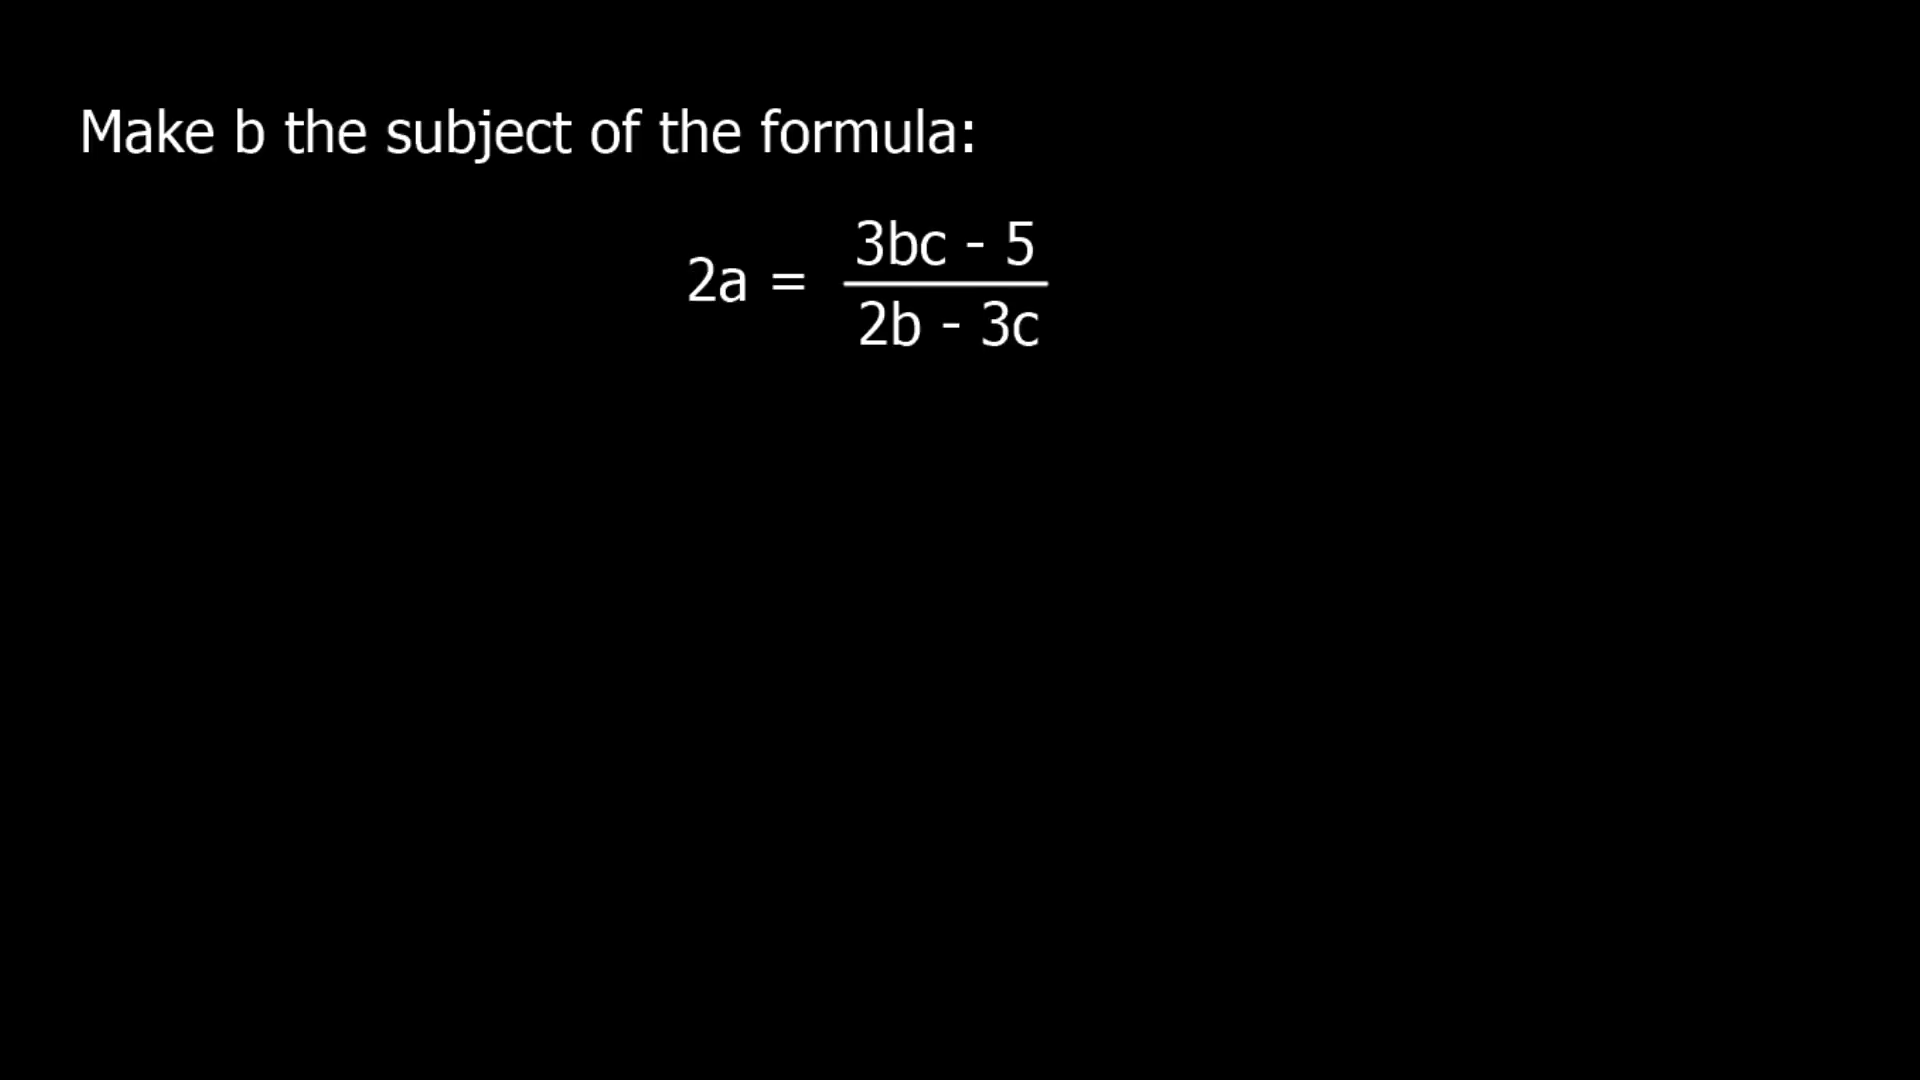 Make b the subject of the formula:
2a = (3bc - 5) / (2b - 3c)